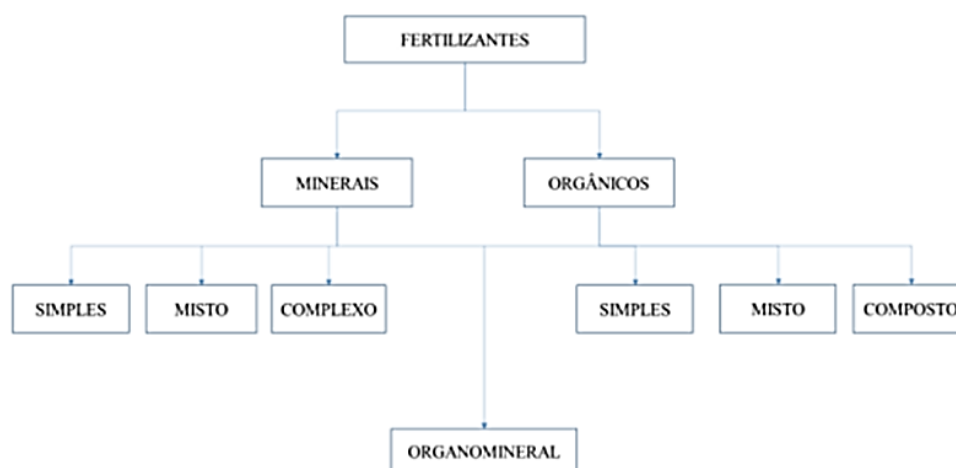 FERTILIZANTES
MINERAIS
ORGÂNICOS
SIMPLES
MISTO
COMPLEXO
SIMPLES
MISTO
COMPOSTO
ORGANOMINERAL